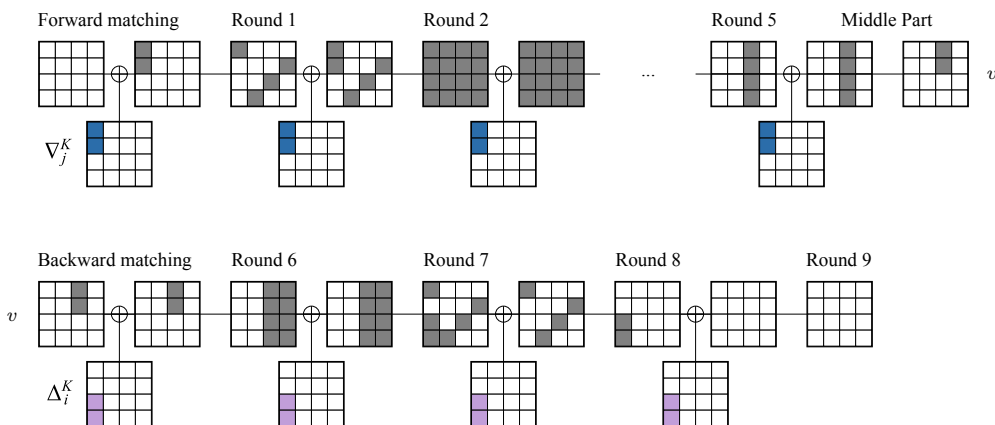 Forward matching Round 1 Round 2 Round 5 Middle Part
... v
∇_j^K
Backward matching Round 6 Round 7 Round 8 Round 9
v
Δ_i^K